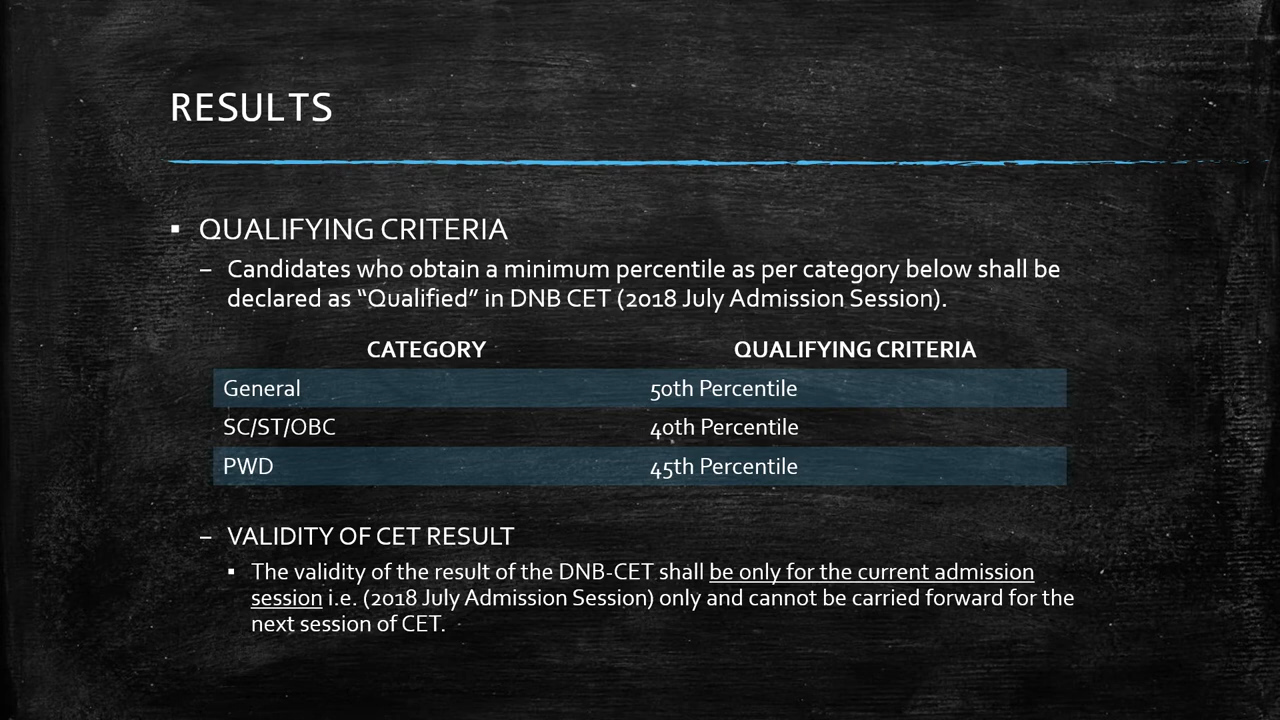 RESULTS
▪ QUALIFYING CRITERIA
– Candidates who obtain a minimum percentile as per category below shall be
declared as “Qualified” in DNB CET (2018 July Admission Session).
CATEGORY QUALIFYING CRITERIA
General 50th Percentile
SC/ST/OBC 40th Percentile
PWD 45th Percentile
– VALIDITY OF CET RESULT
▪ The validity of the result of the DNB-CET shall be only for the current admission
session i.e. (2018 July Admission Session) only and cannot be carried forward for the
next session of CET.